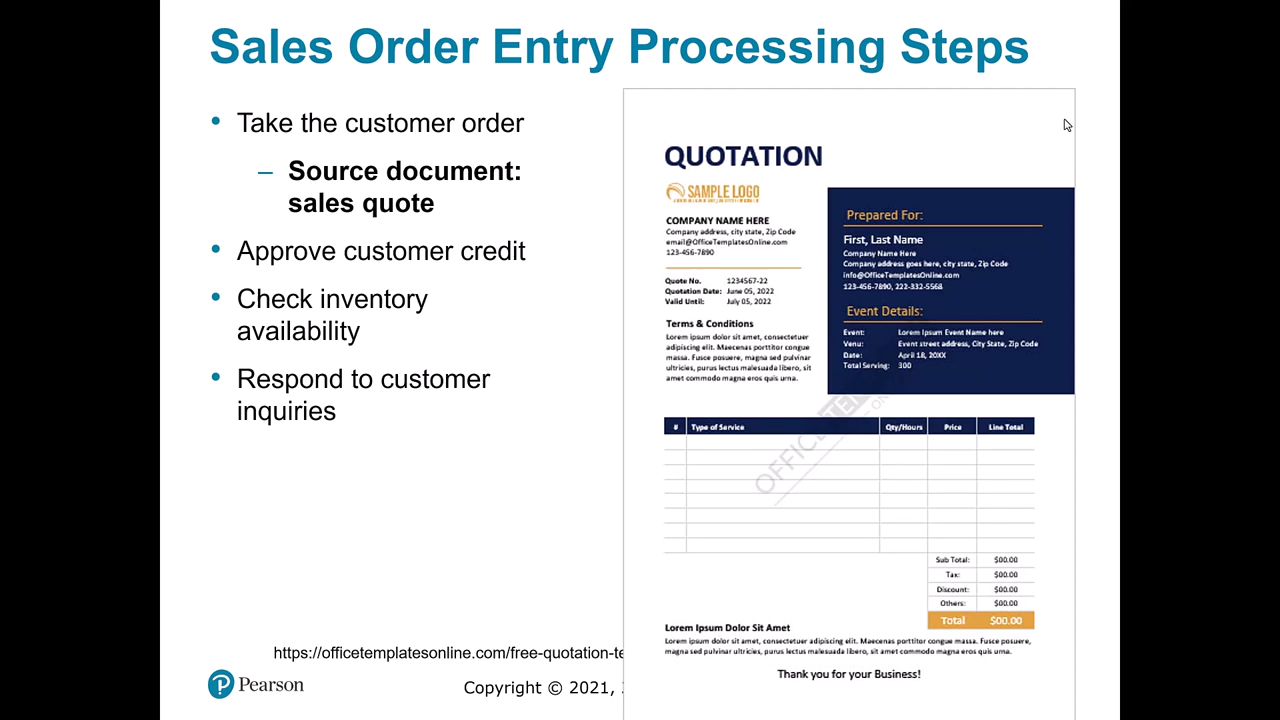 Sales Order Entry Processing Steps
• Take the customer order
– Source document:
sales quote
• Approve customer credit
• Check inventory
availability
• Respond to customer
inquiries
https://officetemplatesonline.com/free-quotation-te
Pearson
Copyright © 2021,
QUOTATION
SAMPLE LOGO
COMPANY NAME HERE
Company address, city state, Zip Code
email@OfficeTemplatesOnline.com
123-456-7890
Quote No. 1234567-22
Quotation Date: June 05, 2022
Valid Until: July 05, 2022
Terms & Conditions
Lorem ipsum dolor sit amet, consectetuer
adipiscing elit. Maecenas porttitor congue
massa. Fusce posuere, magna sed pulvinar
ultricies, purus lectus malesuada libero, sit
amet commodo magna eros quis urna.
Prepared For:
First, Last Name
Company Name Here
Company address goes here, city state, Zip Code
info@OfficeTemplatesOnline.com
123-456-7890, 222-332-5568
Event Details:
Event: Lorem Ipsum Event Name here
Venu: Event street address, City State, Zip Code
Date: April 18, 20XX
Total Serving: 300
# Type of Service Qty/Hours Price Line Total
Sub Total: $00.00
Tax: $00.00
Discount: $00.00
Others: $00.00
Total $00.00
Lorem Ipsum Dolor Sit Amet
Lorem ipsum dolor sit amet, consectetuer adipiscing elit. Maecenas porttitor congue massa. Fusce posuere,
magna sed pulvinar ultricies, purus lectus malesuada libero, sit amet commodo magna eros quis urna.
Thank you for your Business!